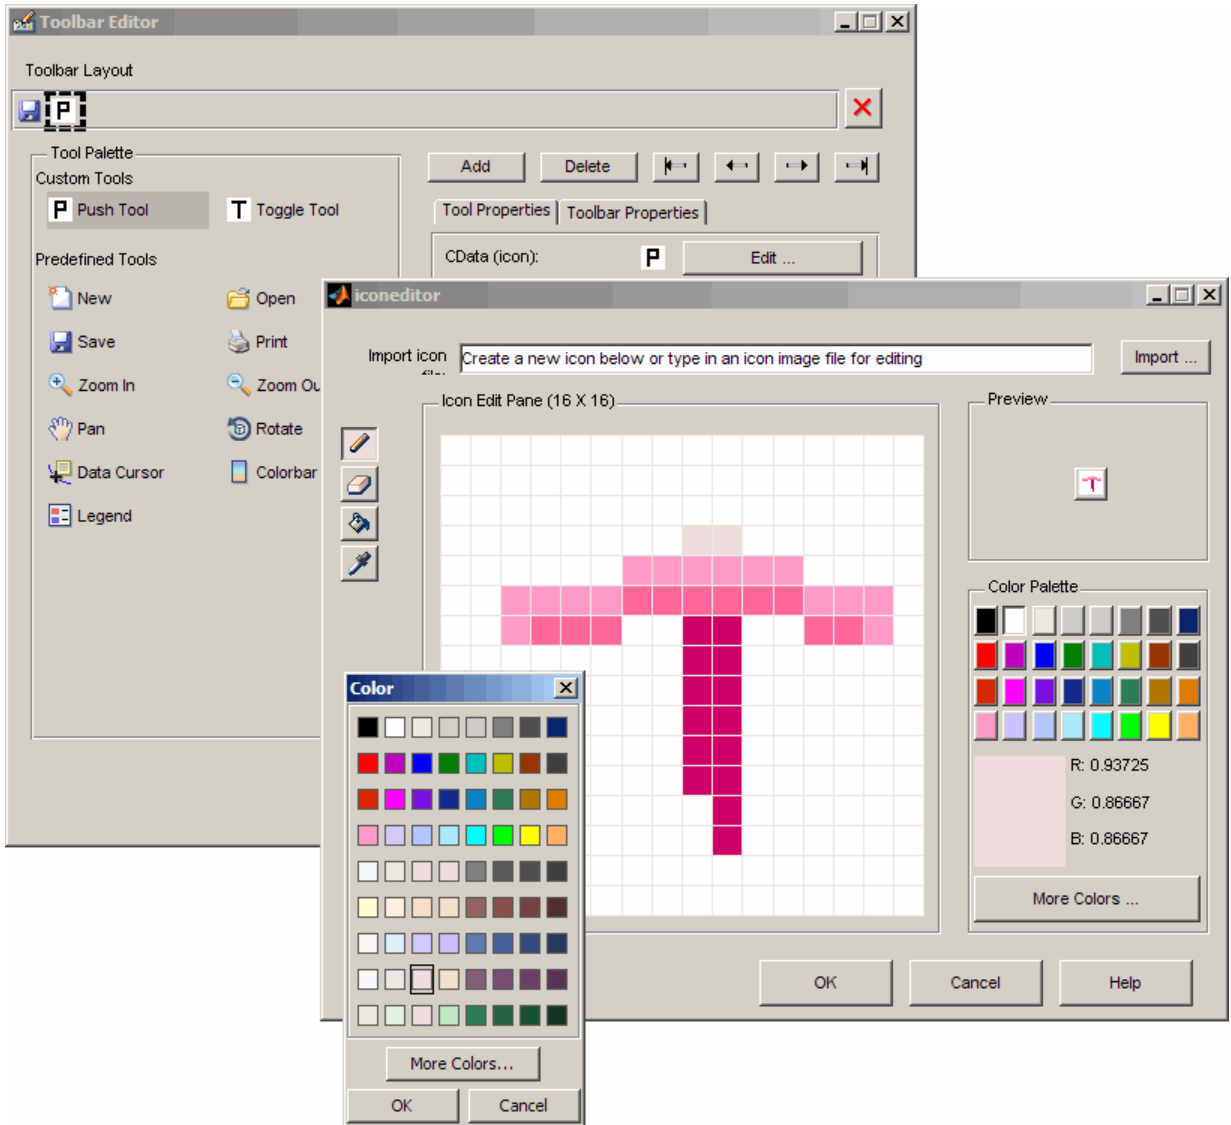 Toolbar Editor
Toolbar Layout
P
Tool Palette
Custom Tools
P Push Tool
T Toggle Tool
Predefined Tools
New
Open
Save
Print
Zoom In
Zoom Ou
Pan
Rotate
Data Cursor
Colorbar
Legend
Add
Delete
Tool Properties
Toolbar Properties
CData (icon):
P
Edit ...
iconeditor
Import icon
file:
Create a new icon below or type in an icon image file for editing
Import ...
Icon Edit Pane (16 X 16)
Preview
Color Palette
R: 0.93725
G: 0.86667
B: 0.86667
More Colors ...
OK
Cancel
Help
Color
More Colors...
OK
Cancel